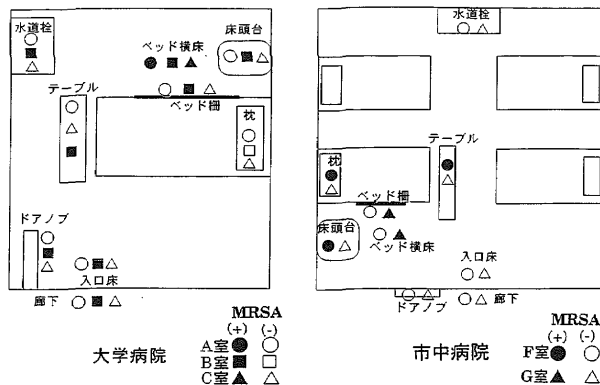 水道栓
ベッド横床
床頭台
テーブル
ベッド柵
枕
ドアノブ
入口床
廊下
大学病院
MRSA
(+) (-)
A室
B室
C室
水道栓
テーブル
枕
ベッド柵
床頭台
ベッド横床
入口床
ドアノブ
廊下
市中病院
MRSA
(+) (-)
F室
G室